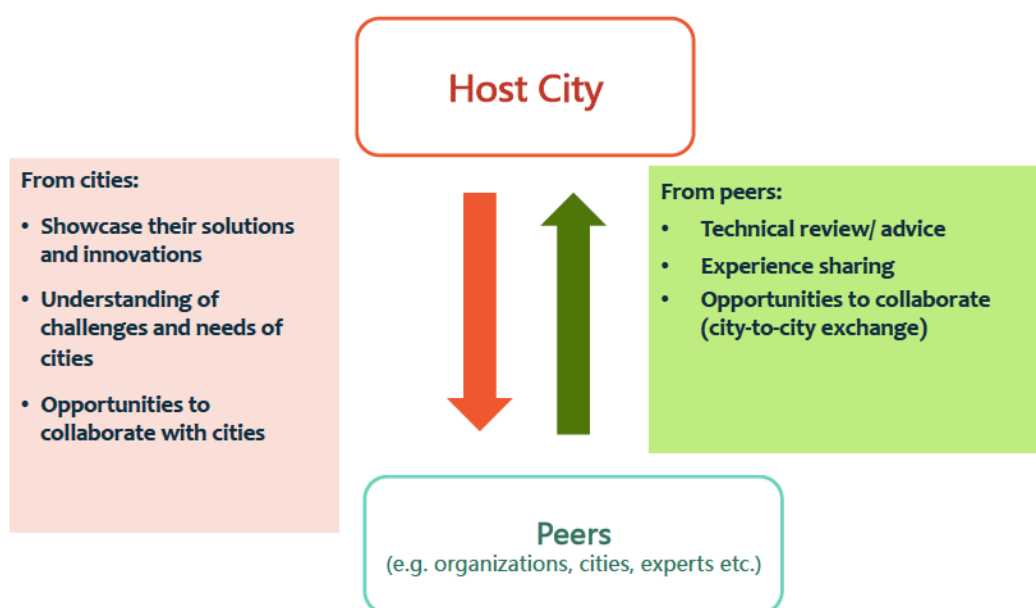 Host City
From cities:
• Showcase their solutions
and innovations
• Understanding of
challenges and needs of
cities
• Opportunities to
collaborate with cities
From peers:
• Technical review/ advice
• Experience sharing
• Opportunities to collaborate
(city-to-city exchange)
Peers
(e.g. organizations, cities, experts etc.)